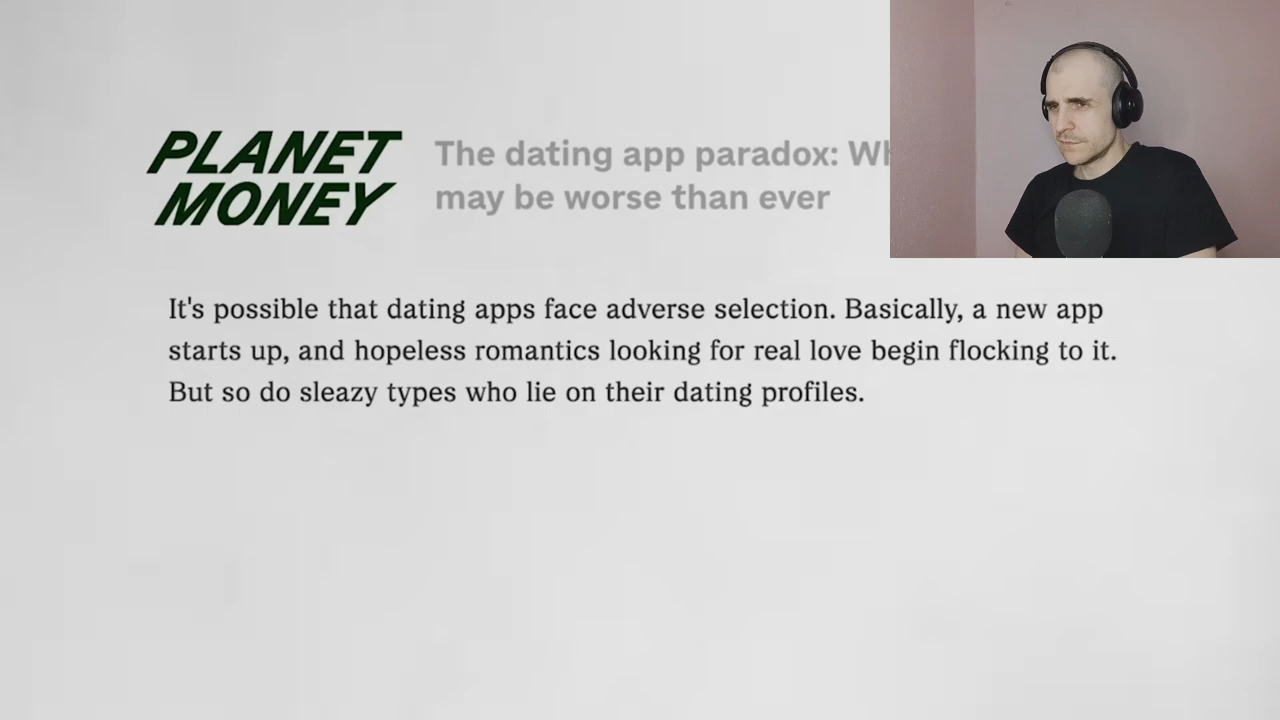 PLANET
MONEY
The dating app paradox:
may be worse than ever
It's possible that dating apps face adverse selection. Basically, a new app
starts up, and hopeless romantics looking for real love begin flocking to it.
But so do sleazy types who lie on their dating profiles.